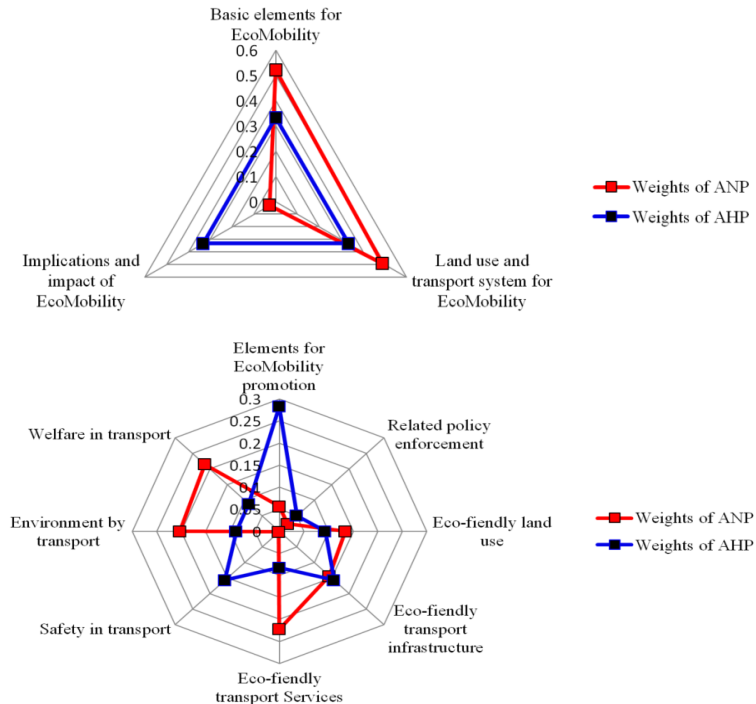 Basic elements for
EcoMobility
0.6
0.5
0.4
0.3
0.2
0.1
0
Implications and
impact of
EcoMobility
Land use and
transport system for
EcoMobility
Weights of ANP
Weights of AHP
Elements for
EcoMobility
promotion
0.3
0.25
0.2
0.15
0.1
0.05
0
Welfare in transport
Related policy
enforcement
Environment by
transport
Eco-fiendly land
use
Safety in transport
Eco-fiendly
transport
infrastructure
Eco-fiendly
transport Services
Weights of ANP
Weights of AHP